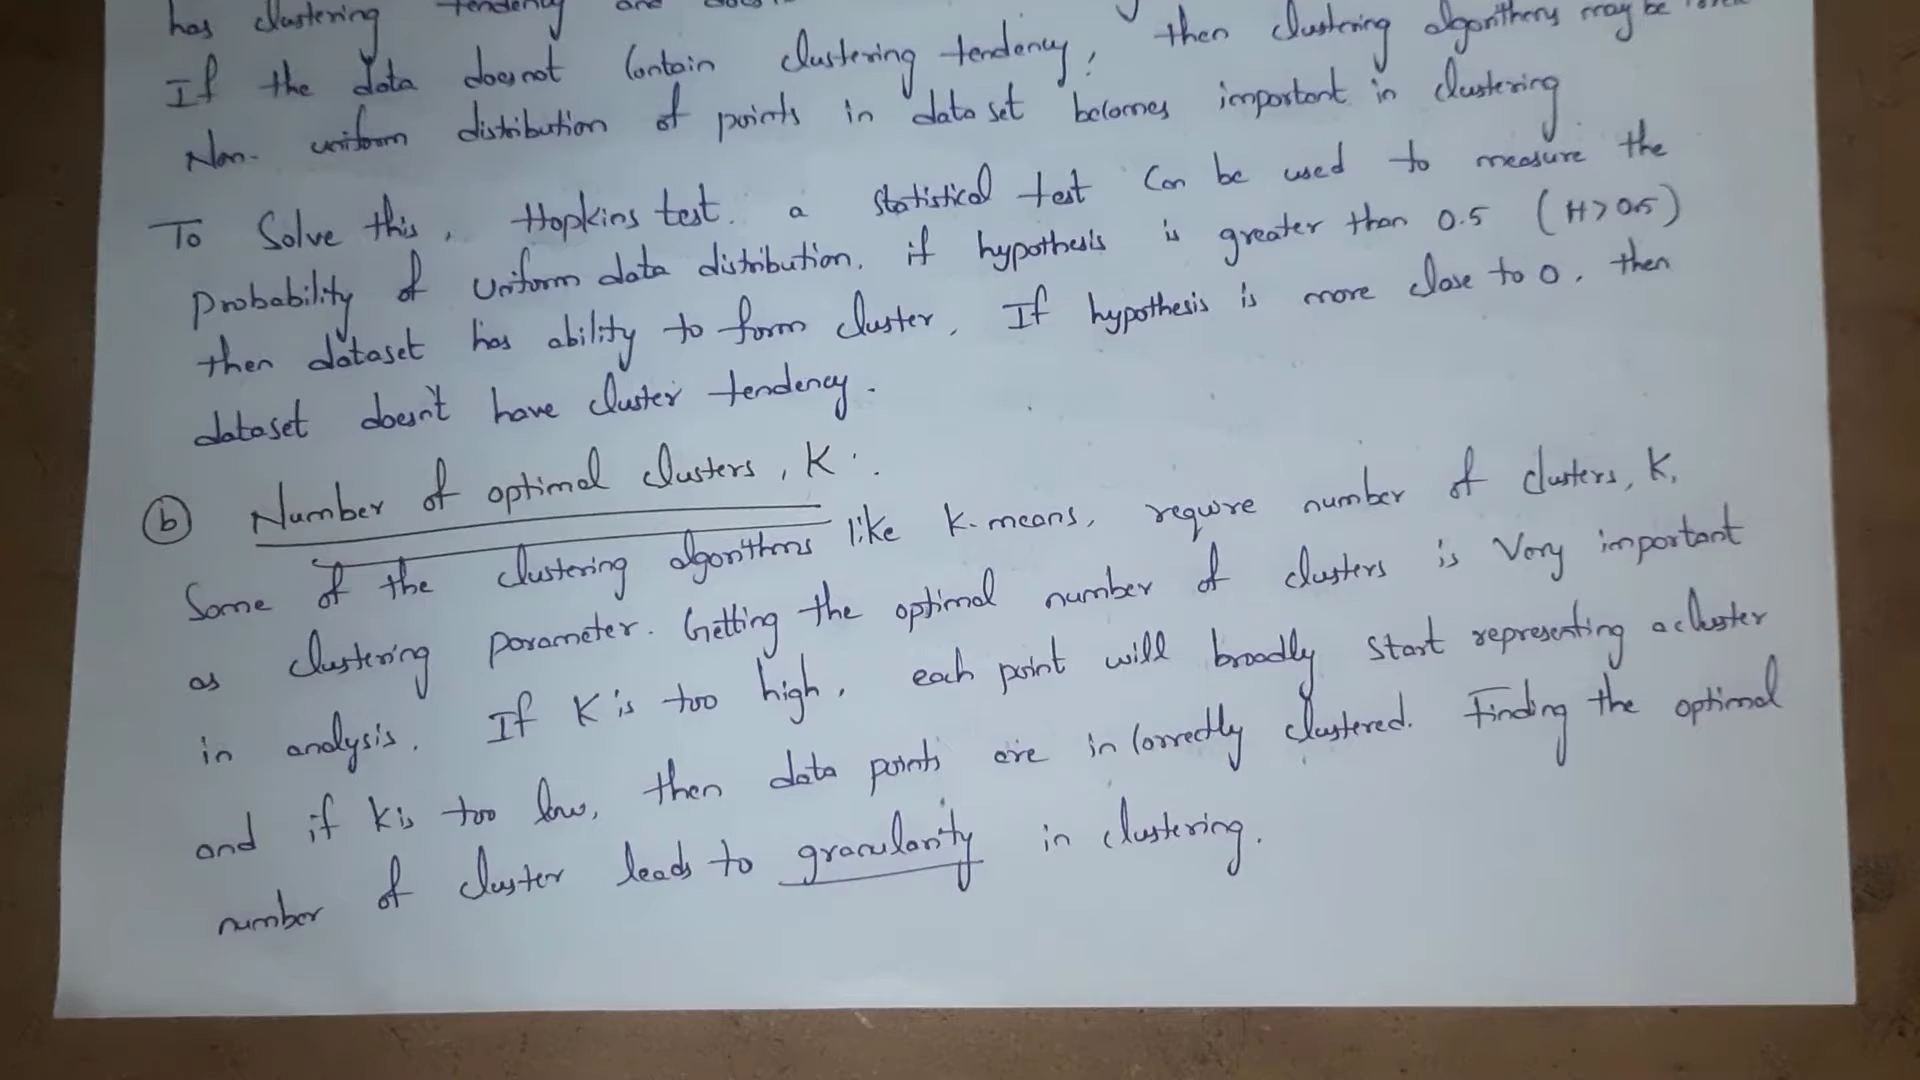 has clustering tendency and
If the data does not Contain clustering tendency, then clustering algorithms may be
Non-uniform distribution of points in data set becomes important in clustering
To Solve this, Hopkins test. a statistical test Can be used to measure the
probability of uniform data distribution. if hypothesis is greater than 0.5 (H>0.5)
then dataset has ability to form cluster, If hypothesis is more close to 0, then
dataset doesn't have cluster tendency.
(b) Number of optimal clusters, K:
Some of the clustering algorithms like K-means, require number of clusters, K,
as clustering parameter. Getting the optimal number of clusters is Very important
in analysis. If K is too high, each point will broadly start representing a cluster
and if K is too low, then data points are incorrectly clustered. Finding the optimal
number of cluster leads to granularity in clustering.